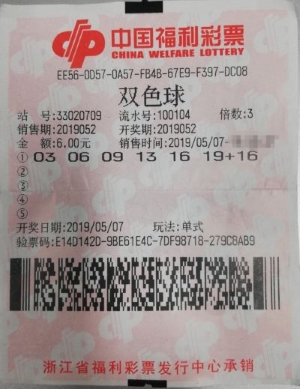 中国福利彩票
CHINA WELFARE LOTTERY
EE56-0D57-0A57-FB4B-67E9-F397-DC08
双色球
站 号:33020709 流水号:100104 倍数:3
销售期:2019052 开奖期:2019052
金 额:6.00元 销售时间:2019/05/07-
① 03 06 09 13 16 19+16
②
③
④
⑤
开奖日期:2019/05/07 玩法:单式
验票码:E14D142D-9BE61E4C-7DF98718-279C8AB9
浙江省福利彩票发行中心承销